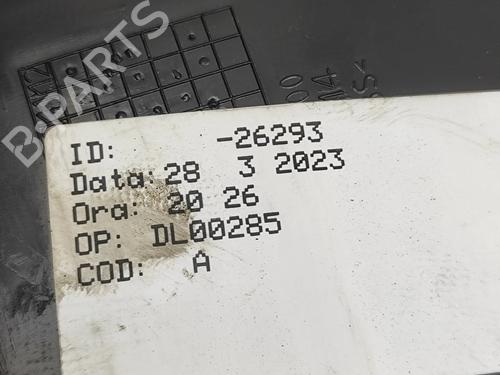 B-PARTS
ID: -26293
Data: 28 3 2023
Ora: 20 26
OP: DL00285
COD: A